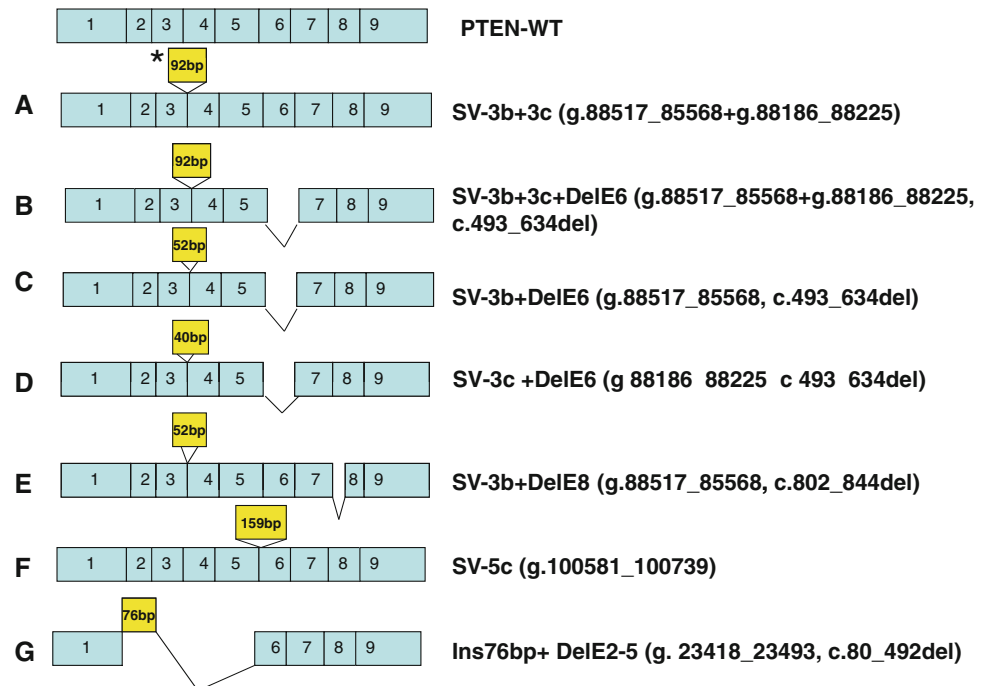 1 2 3 4 5 6 7 8 9 PTEN-WT
* 92bp
A 1 2 3 4 5 6 7 8 9 SV-3b+3c (g.88517_85568+g.88186_88225)
92bp
B 1 2 3 4 5 7 8 9 SV-3b+3c+DelE6 (g.88517_85568+g.88186_88225,
c.493_634del)
52bp
C 1 2 3 4 5 7 8 9 SV-3b+DelE6 (g.88517_85568, c.493_634del)
40bp
D 1 2 3 4 5 7 8 9 SV-3c +DelE6 (g 88186 88225 c 493 634del)
52bp
E 1 2 3 4 5 6 7 8 9 SV-3b+DelE8 (g.88517_85568, c.802_844del)
159bp
F 1 2 3 4 5 6 7 8 9 SV-5c (g.100581_100739)
76bp
G 1 6 7 8 9 Ins76bp+ DelE2-5 (g. 23418_23493, c.80_492del)